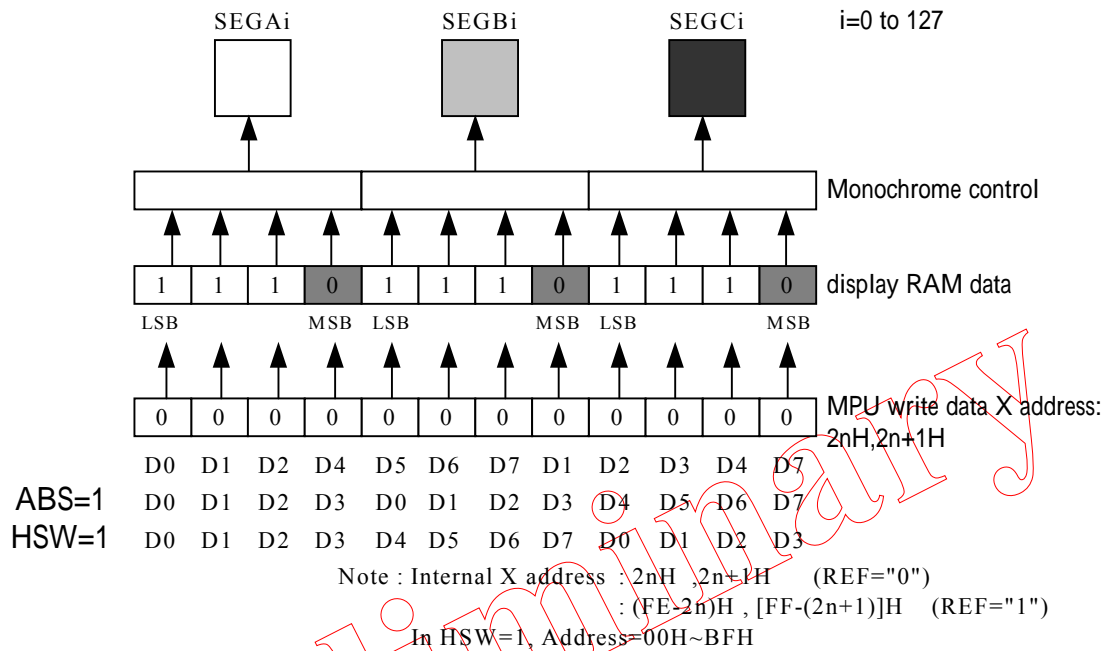 SEGAi SEGBi SEGCi i=0 to 127
Monochrome control
1 1 1 0 1 1 1 0 1 1 1 0 display RAM data
LSB MSB LSB MSB LSB MSB
0 0 0 0 0 0 0 0 0 0 0 0 MPU write data X address:
2nH,2n+1H
D0 D1 D2 D4 D5 D6 D7 D1 D2 D3 D4 D7
ABS=1 D0 D1 D2 D3 D0 D1 D2 D3 D4 D5 D6 D7
HSW=1 D0 D1 D2 D3 D4 D5 D6 D7 D0 D1 D2 D3
Note : Internal X address : 2nH ,2n+1H (REF="0")
: (FE-2n)H , [FF-(2n+1)]H (REF="1")
In HSW=1, Address=00H~BFH
liminary